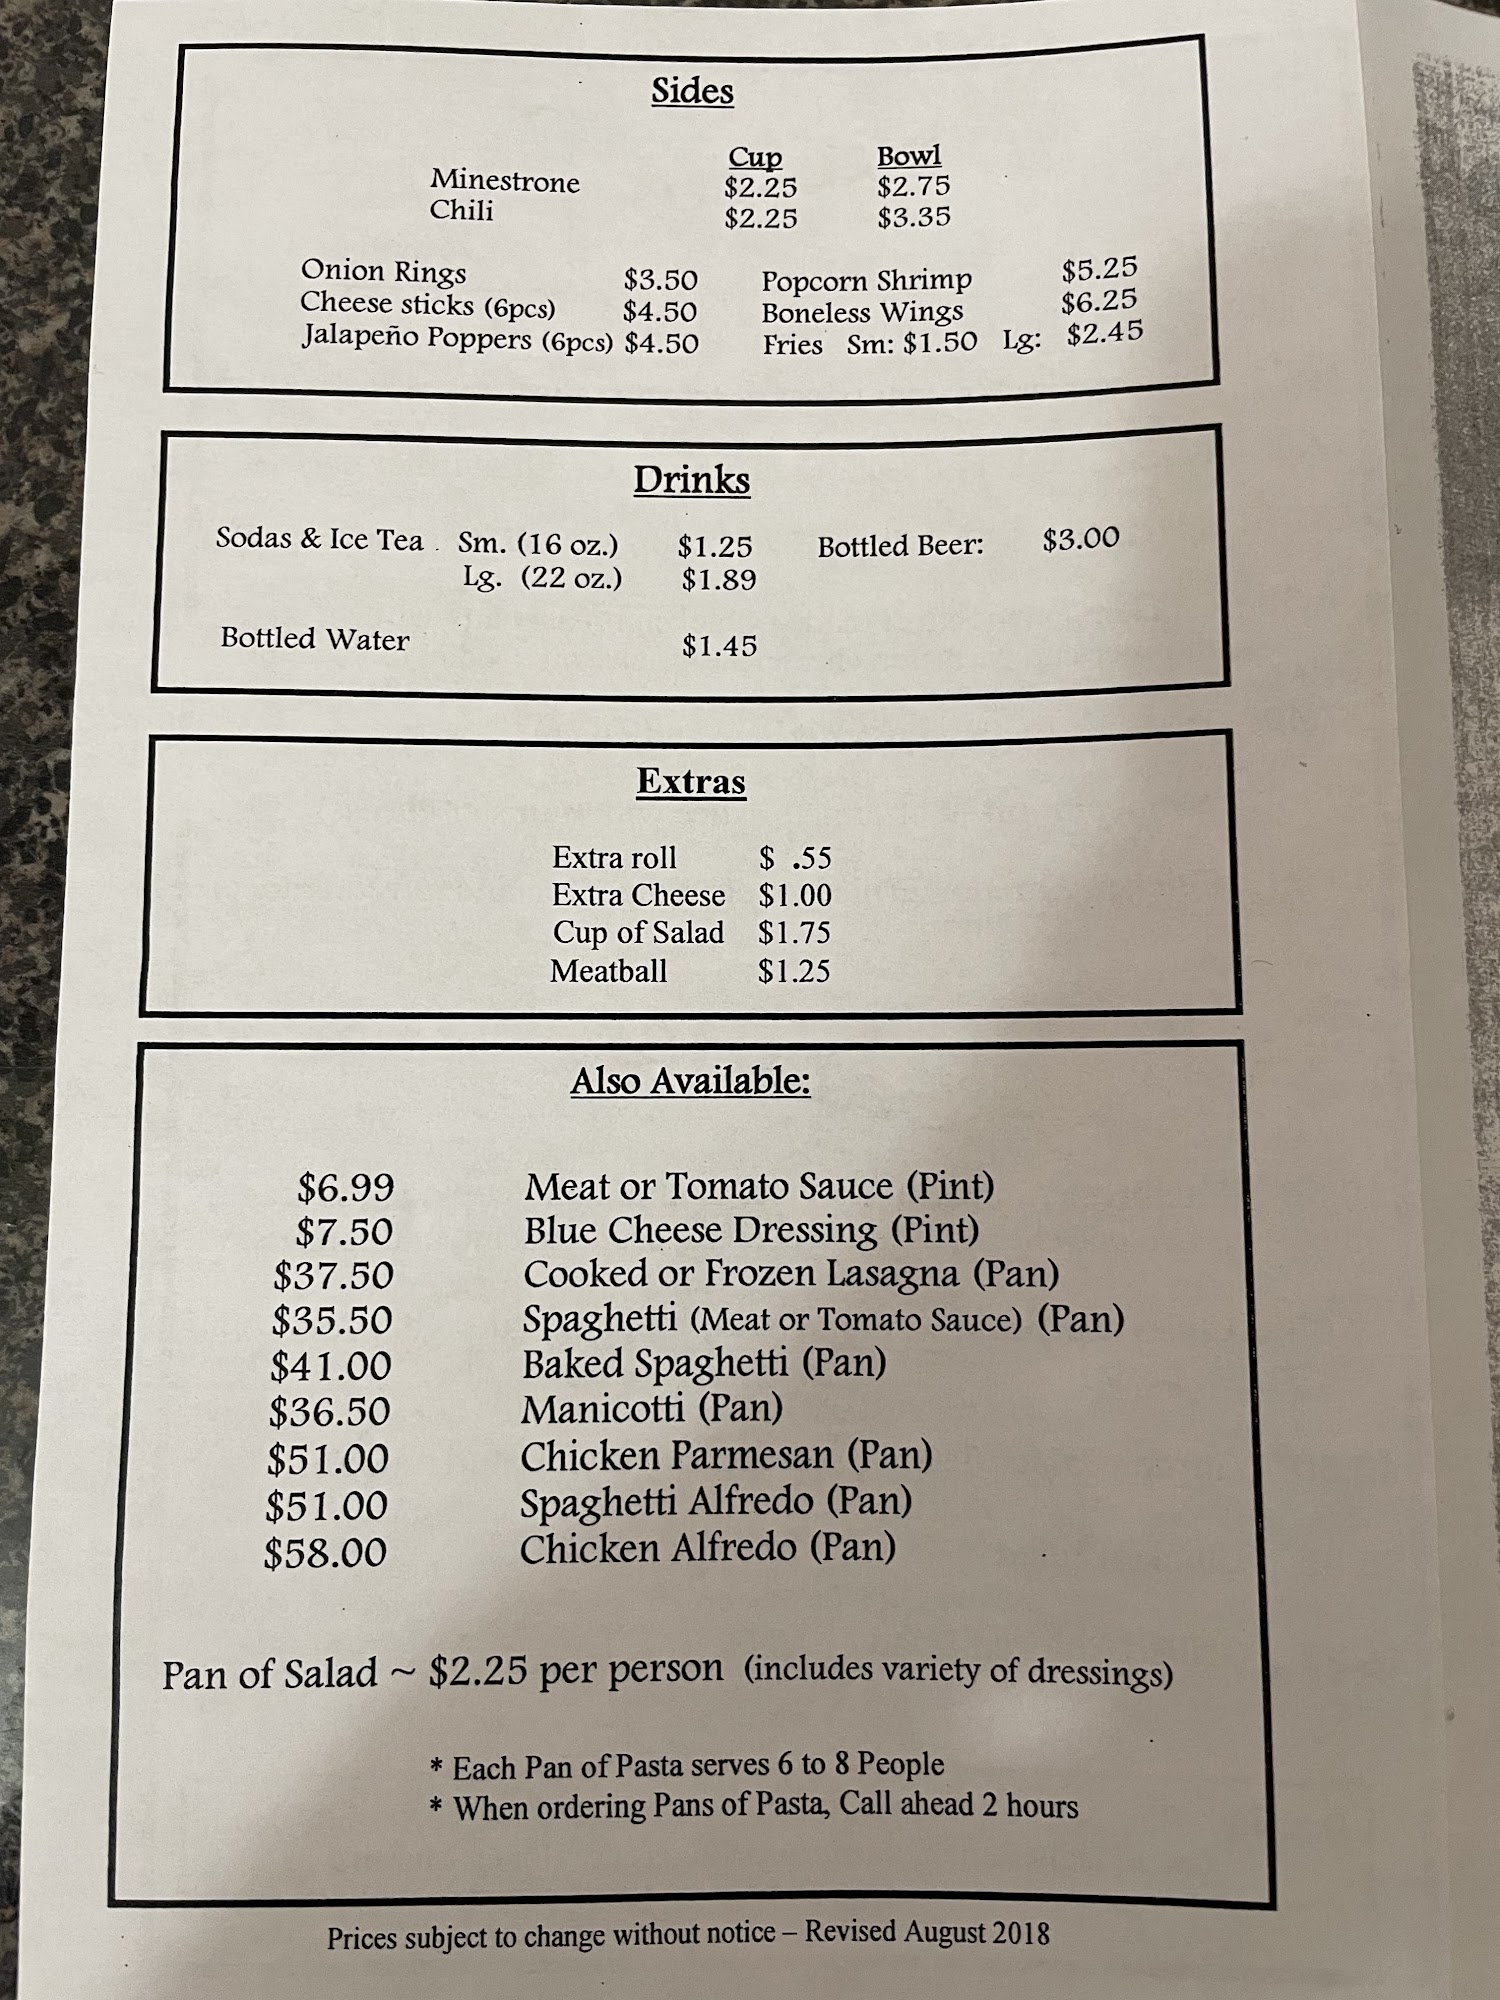 Sides
Cup Bowl
Minestrone $2.25 $2.75
Chili $2.25 $3.35
Onion Rings $3.50 Popcorn Shrimp $5.25
Cheese sticks (6pcs) $4.50 Boneless Wings $6.25
Jalapeño Poppers (6pcs) $4.50 Fries Sm: $1.50 Lg: $2.45
Drinks
Sodas & Ice Tea Sm. (16 oz.) $1.25 Bottled Beer: $3.00
Lg. (22 oz.) $1.89
Bottled Water $1.45
Extras
Extra roll $ .55
Extra Cheese $1.00
Cup of Salad $1.75
Meatball $1.25
Also Available:
$6.99 Meat or Tomato Sauce (Pint)
$7.50 Blue Cheese Dressing (Pint)
$37.50 Cooked or Frozen Lasagna (Pan)
$35.50 Spaghetti (Meat or Tomato Sauce) (Pan)
$41.00 Baked Spaghetti (Pan)
$36.50 Manicotti (Pan)
$51.00 Chicken Parmesan (Pan)
$51.00 Spaghetti Alfredo (Pan)
$58.00 Chicken Alfredo (Pan)
Pan of Salad ~ $2.25 per person (includes variety of dressings)
* Each Pan of Pasta serves 6 to 8 People
* When ordering Pans of Pasta, Call ahead 2 hours
Prices subject to change without notice – Revised August 2018